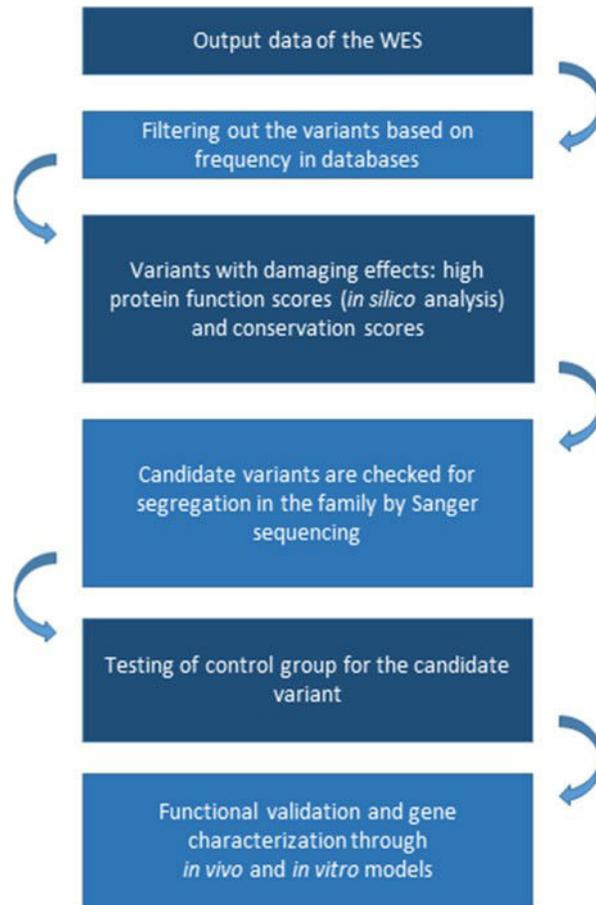 Output data of the WES
Filtering out the variants based on
frequency in databases
Variants with damaging effects: high
protein function scores (in silico analysis)
and conservation scores
Candidate variants are checked for
segregation in the family by Sanger
sequencing
Testing of control group for the candidate
variant
Functional validation and gene
characterization through
in vivo and in vitro models